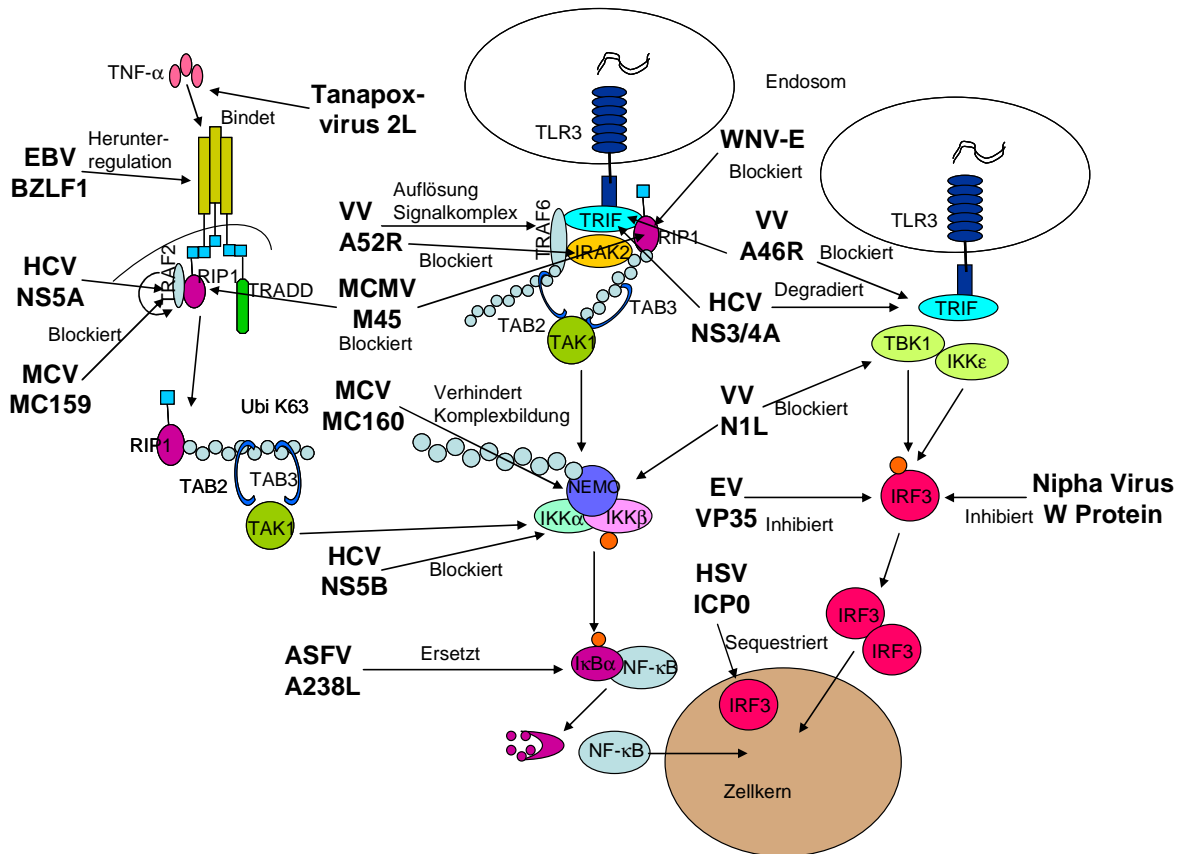 TNF-α
Tanapox-
virus 2L
Bindet
Herunter-
regulation
EBV
BZLF1
HCV
NS5A
TRAF2
RIP1
TRADD
Blockiert
MCV
MC159
Ubi K63
RIP1
TAB2
TAB3
TAK1
Endosom
TLR3
WNV-E
Blockiert
Auflösung
Signalkomplex
VV
A52R
Blockiert
TRAF6
TRIF
IRAK2
RIP1
MCMV
M45
Blockiert
TAB2
TAB3
TAK1
VV
A46R
Blockiert
HCV
NS3/4A
Degradiert
TLR3
TRIF
TBK1
IKKε
MCV
MC160
Verhindert
Komplexbildung
VV
N1L
Blockiert
NEMO
IKKα
IKKβ
HCV
NS5B
Blockiert
EV
VP35
Inhibiert
IRF3
Nipha Virus
W Protein
Inhibiert
HSV
ICP0
Sequestriert
IRF3
IRF3
ASFV
A238L
Ersetzt
IκBα
NF-κB
IRF3
NF-κB
Zellkern